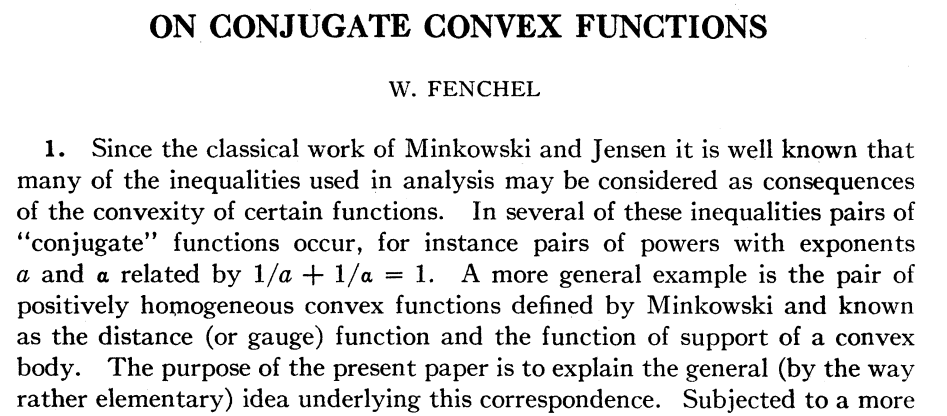 ON CONJUGATE CONVEX FUNCTIONS
W. FENCHEL
1. Since the classical work of Minkowski and Jensen it is well known that
many of the inequalities used in analysis may be considered as consequences
of the convexity of certain functions. In several of these inequalities pairs of
“conjugate” functions occur, for instance pairs of powers with exponents
a and α related by 1/a + 1/α = 1. A more general example is the pair of
positively homogeneous convex functions defined by Minkowski and known
as the distance (or gauge) function and the function of support of a convex
body. The purpose of the present paper is to explain the general (by the way
rather elementary) idea underlying this correspondence. Subjected to a more